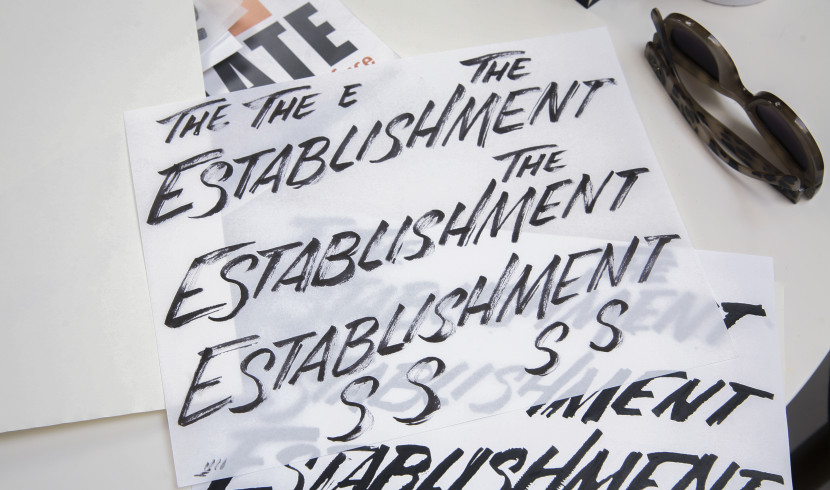 ATE
THE
THE THE E
ESTABLISHMENT
THE
ESTABLISHMENT
ESTABLISHMENT
S S
S S
MENT
ESTABLISHMENT